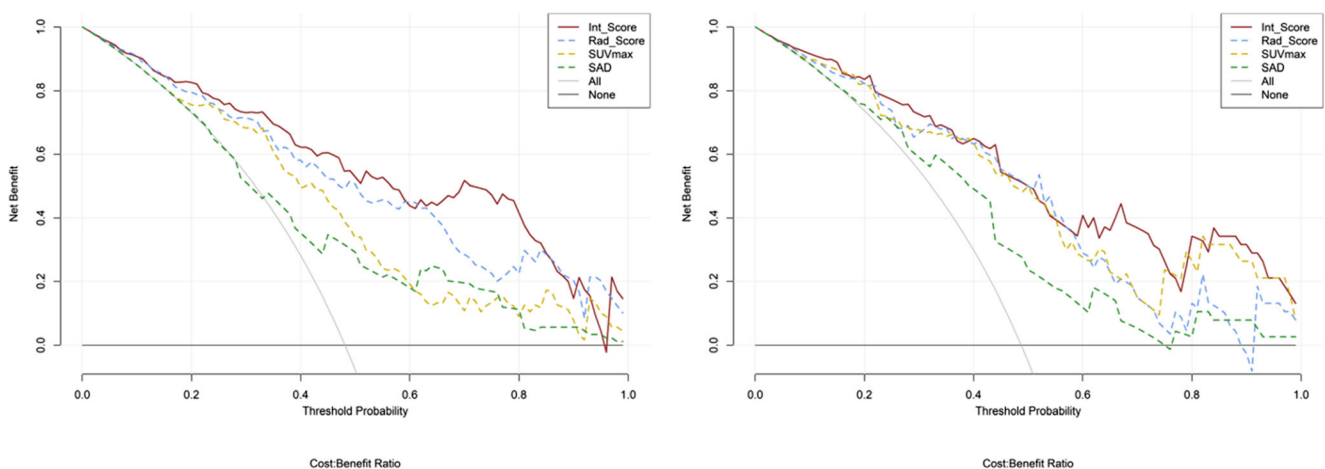 Net Benefit
1.0
0.8
0.6
0.4
0.2
0.0
Int_Score
Rad_Score
SUVmax
SAD
All
None
0.0 0.2 0.4 0.6 0.8 1.0
Threshold Probability
Cost:Benefit Ratio
Net Benefit
1.0
0.8
0.6
0.4
0.2
0.0
Int_Score
Rad_Score
SUVmax
SAD
All
None
0.0 0.2 0.4 0.6 0.8 1.0
Threshold Probability
Cost:Benefit Ratio